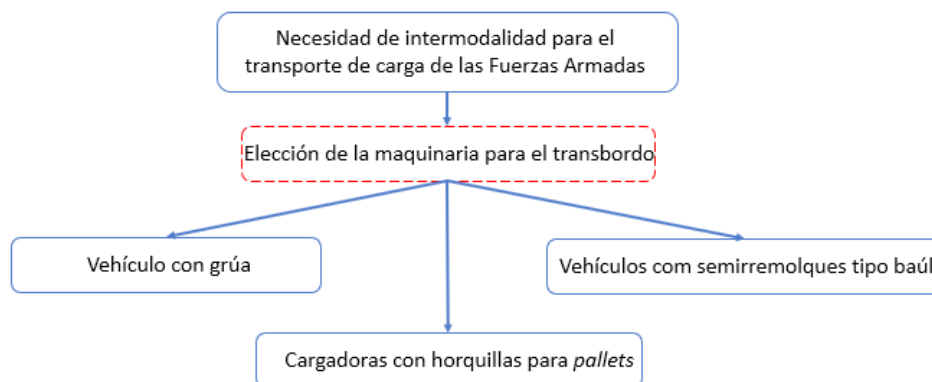 Necesidad de intermodalidad para el
transporte de carga de las Fuerzas Armadas
Elección de la maquinaria para el transbordo
Vehículo con grúa
Vehículos com semirremolques tipo baúl
Cargadoras con horquillas para pallets